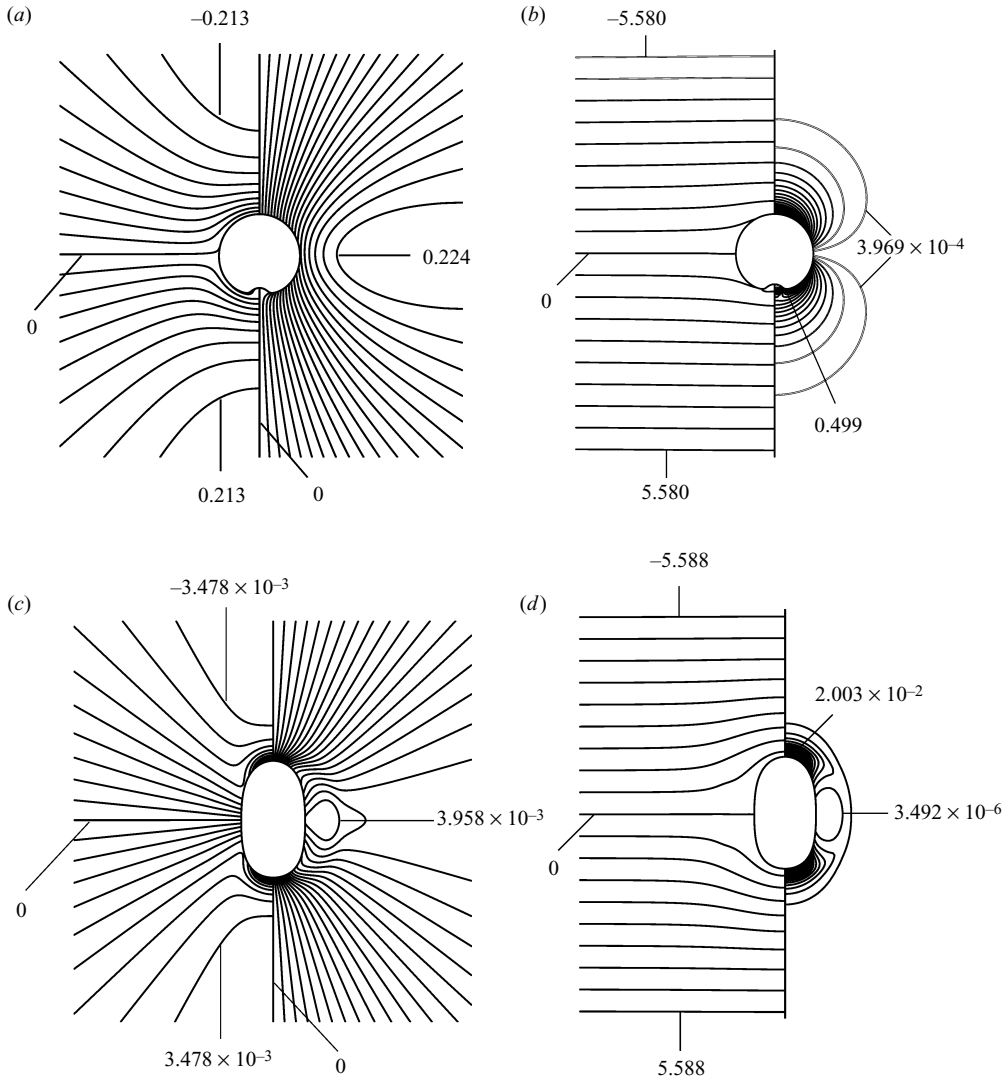 (a)
–0.213
0
0.224
0.213
0
(b)
–5.580
0
3.969 × 10–4
0.499
5.580
(c)
–3.478 × 10–3
0
3.958 × 10–3
3.478 × 10–3
0
(d)
–5.588
2.003 × 10–2
3.492 × 10–6
0
5.588